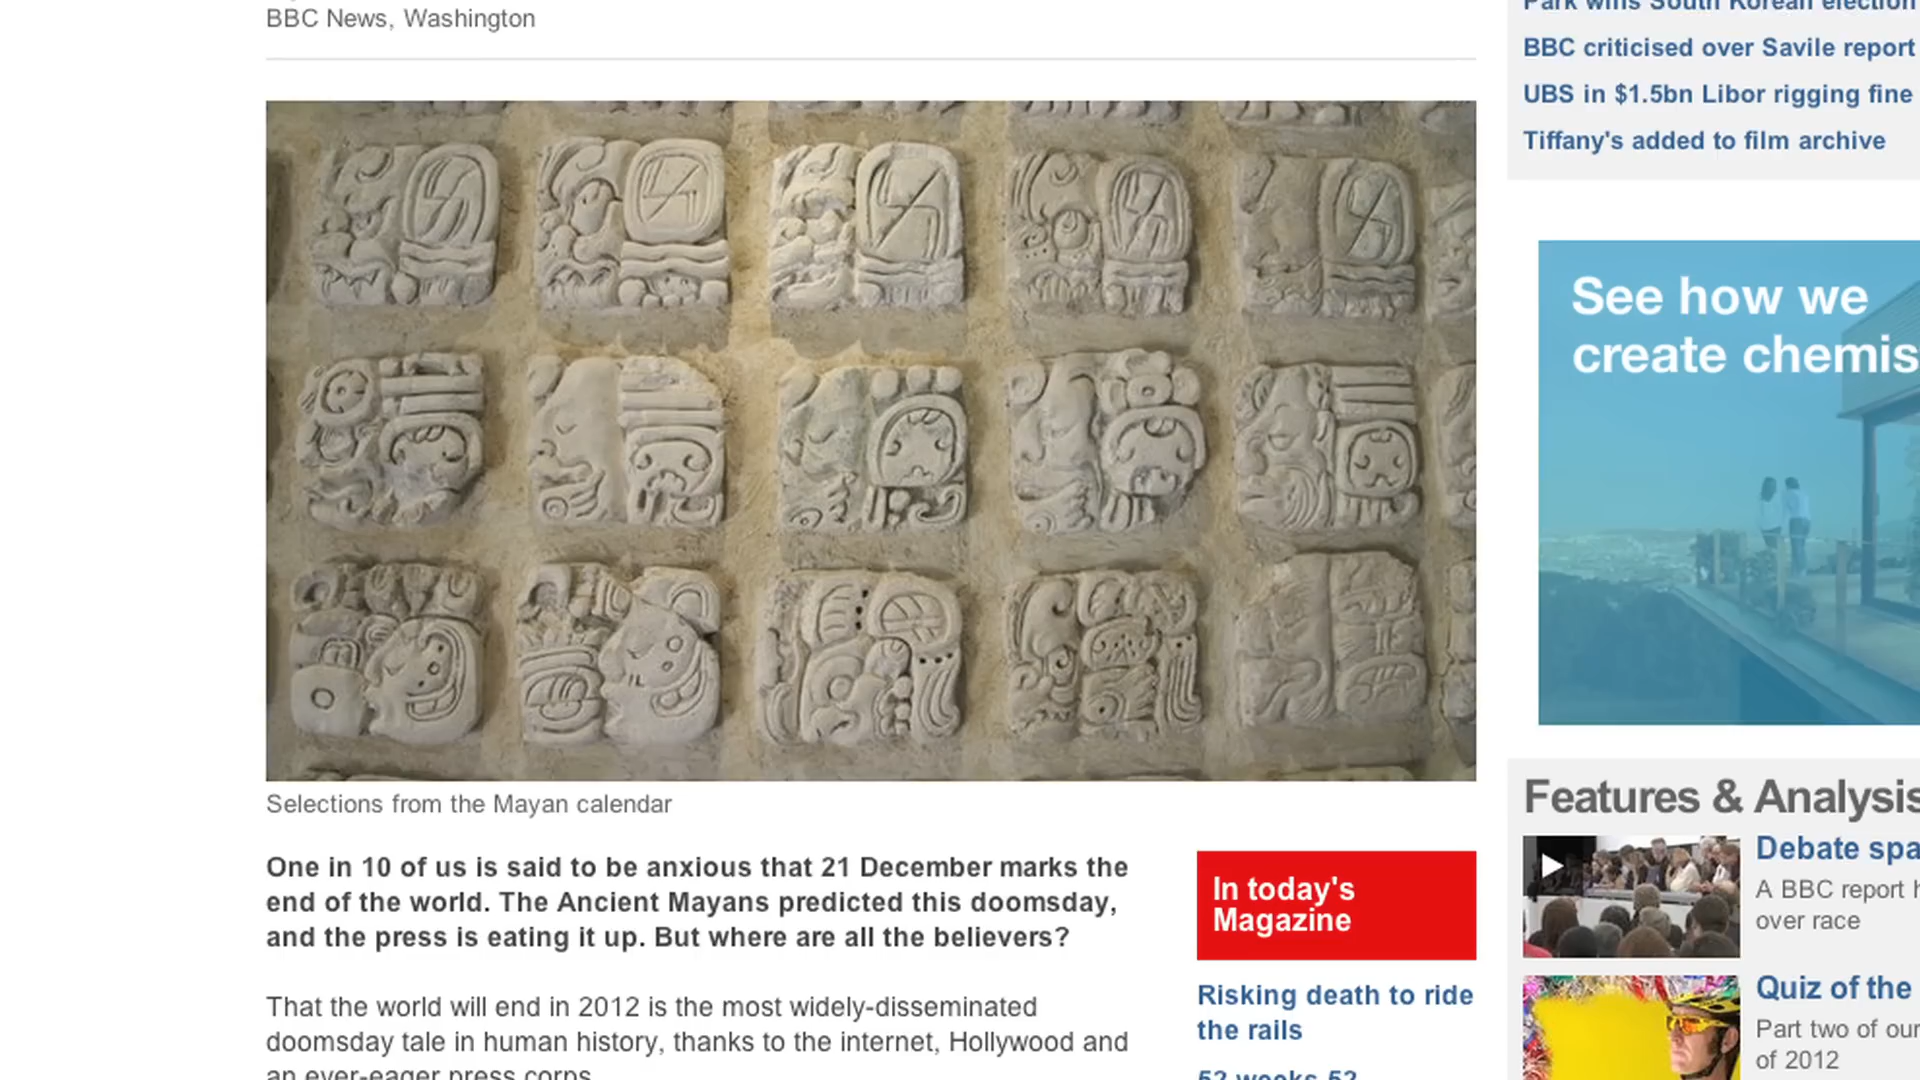 BBC News, Washington
Selections from the Mayan calendar
One in 10 of us is said to be anxious that 21 December marks the
end of the world. The Ancient Mayans predicted this doomsday,
and the press is eating it up. But where are all the believers?
That the world will end in 2012 is the most widely-disseminated
doomsday tale in human history, thanks to the internet, Hollywood and
an ever-eager press corps.
In today's
Magazine
Risking death to ride
the rails
52 weeks 52
Park wins South Korean election
BBC criticised over Savile report
UBS in $1.5bn Libor rigging fine
Tiffany's added to film archive
See how we
create chemis
Features & Analysis
Debate spa
A BBC report h
over race
Quiz of the
Part two of our
of 2012